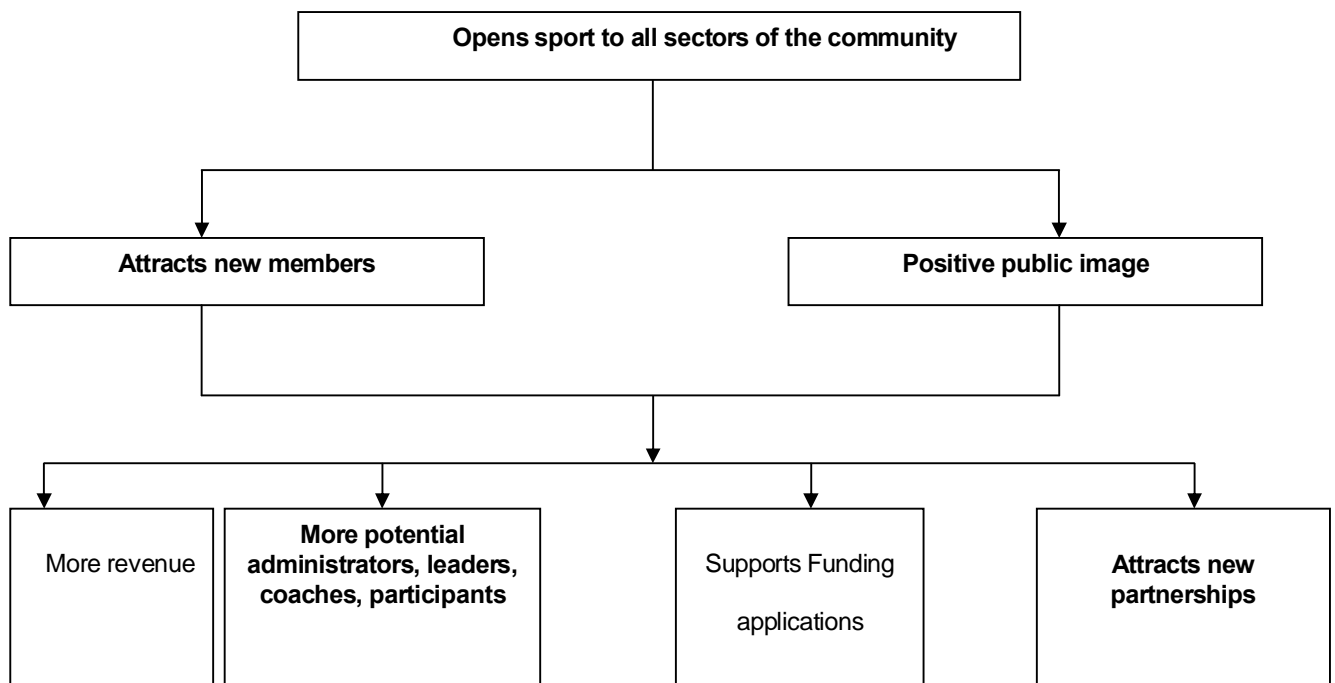 Opens sport to all sectors of the community
Attracts new members
Positive public image
More revenue
More potential
administrators, leaders,
coaches, participants
Supports Funding
applications
Attracts new
partnerships